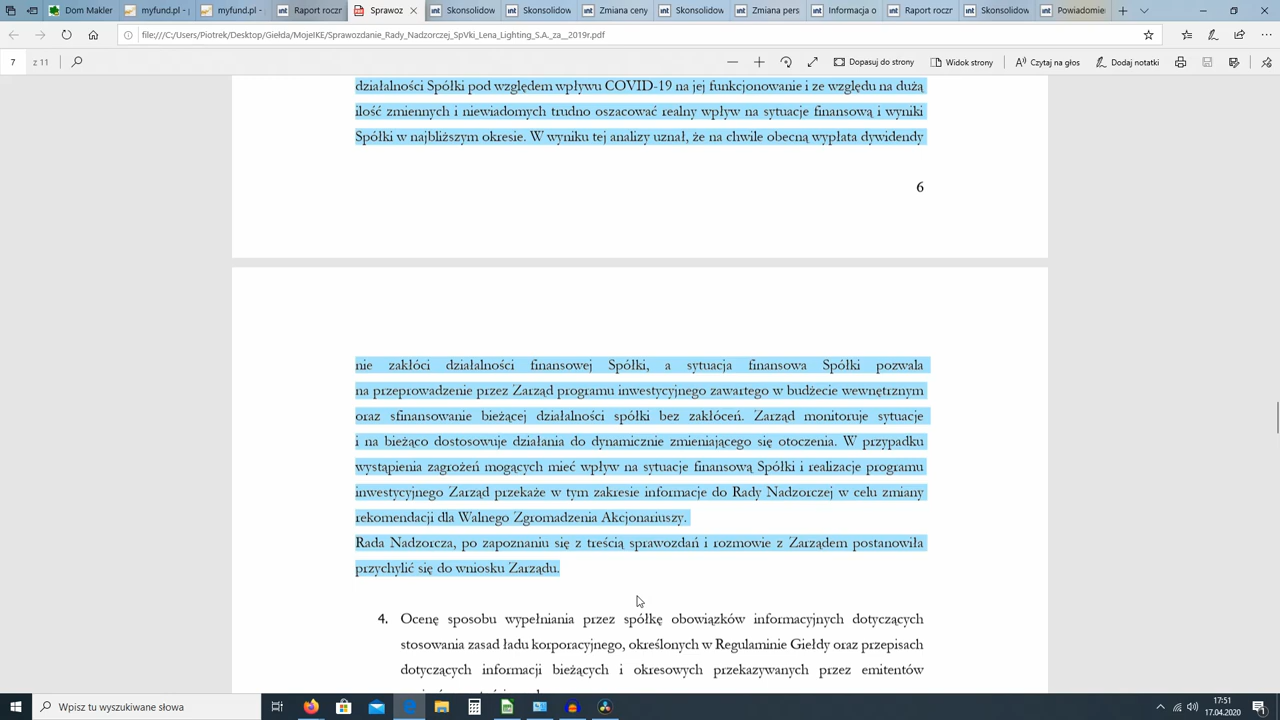 Dom Makler
myfund.pl -
myfund.pl -
Raport roczr
Sprawoz
Skonsolidow
Skonsolidow
Zmiana ceny
Skonsolidow
Zmiana pers
Informacja o
Raport roczr
Skonsolidow
Powiadomie
file:///C:/Users/Piotrek/Desktop/Giełda/MojeIKE/Sprawozdanie_Rady_Nadzorczej_SpVki_Lena_Lighting_S.A._za__2019r.pdf
7 z 11
Dopasuj do strony
Widok strony
Czytaj na głos
Dodaj notatki
działalności Spółki pod względem wpływu COVID-19 na jej funkcjonowanie i ze względu na dużą
ilość zmiennych i niewiadomych trudno oszacować realny wpływ na sytuacje finansową i wyniki
Spółki w najbliższym okresie. W wyniku tej analizy uznał, że na chwile obecną wypłata dywidendy
6
nie zakłóci działalności finansowej Spółki, a sytuacja finansowa Spółki pozwala
na przeprowadzenie przez Zarząd programu inwestycyjnego zawartego w budżecie wewnętrznym
oraz sfinansowanie bieżącej działalności spółki bez zakłóceń. Zarząd monitoruje sytuacje
i na bieżąco dostosowuje działania do dynamicznie zmieniającego się otoczenia. W przypadku
wystąpienia zagrożeń mogących mieć wpływ na sytuacje finansową Spółki i realizacje programu
inwestycyjnego Zarząd przekaże w tym zakresie informacje do Rady Nadzorczej w celu zmiany
rekomendacji dla Walnego Zgromadzenia Akcjonariuszy.
Rada Nadzorcza, po zapoznaniu się z treścią sprawozdań i rozmowie z Zarządem postanowiła
przychylić się do wniosku Zarządu.
4. Ocenę sposobu wypełniania przez spółkę obowiązków informacyjnych dotyczących
stosowania zasad ładu korporacyjnego, określonych w Regulaminie Giełdy oraz przepisach
dotyczących informacji bieżących i okresowych przekazywanych przez emitentów
Wpisz tu wyszukiwane słowa
17:51
17.04.2020